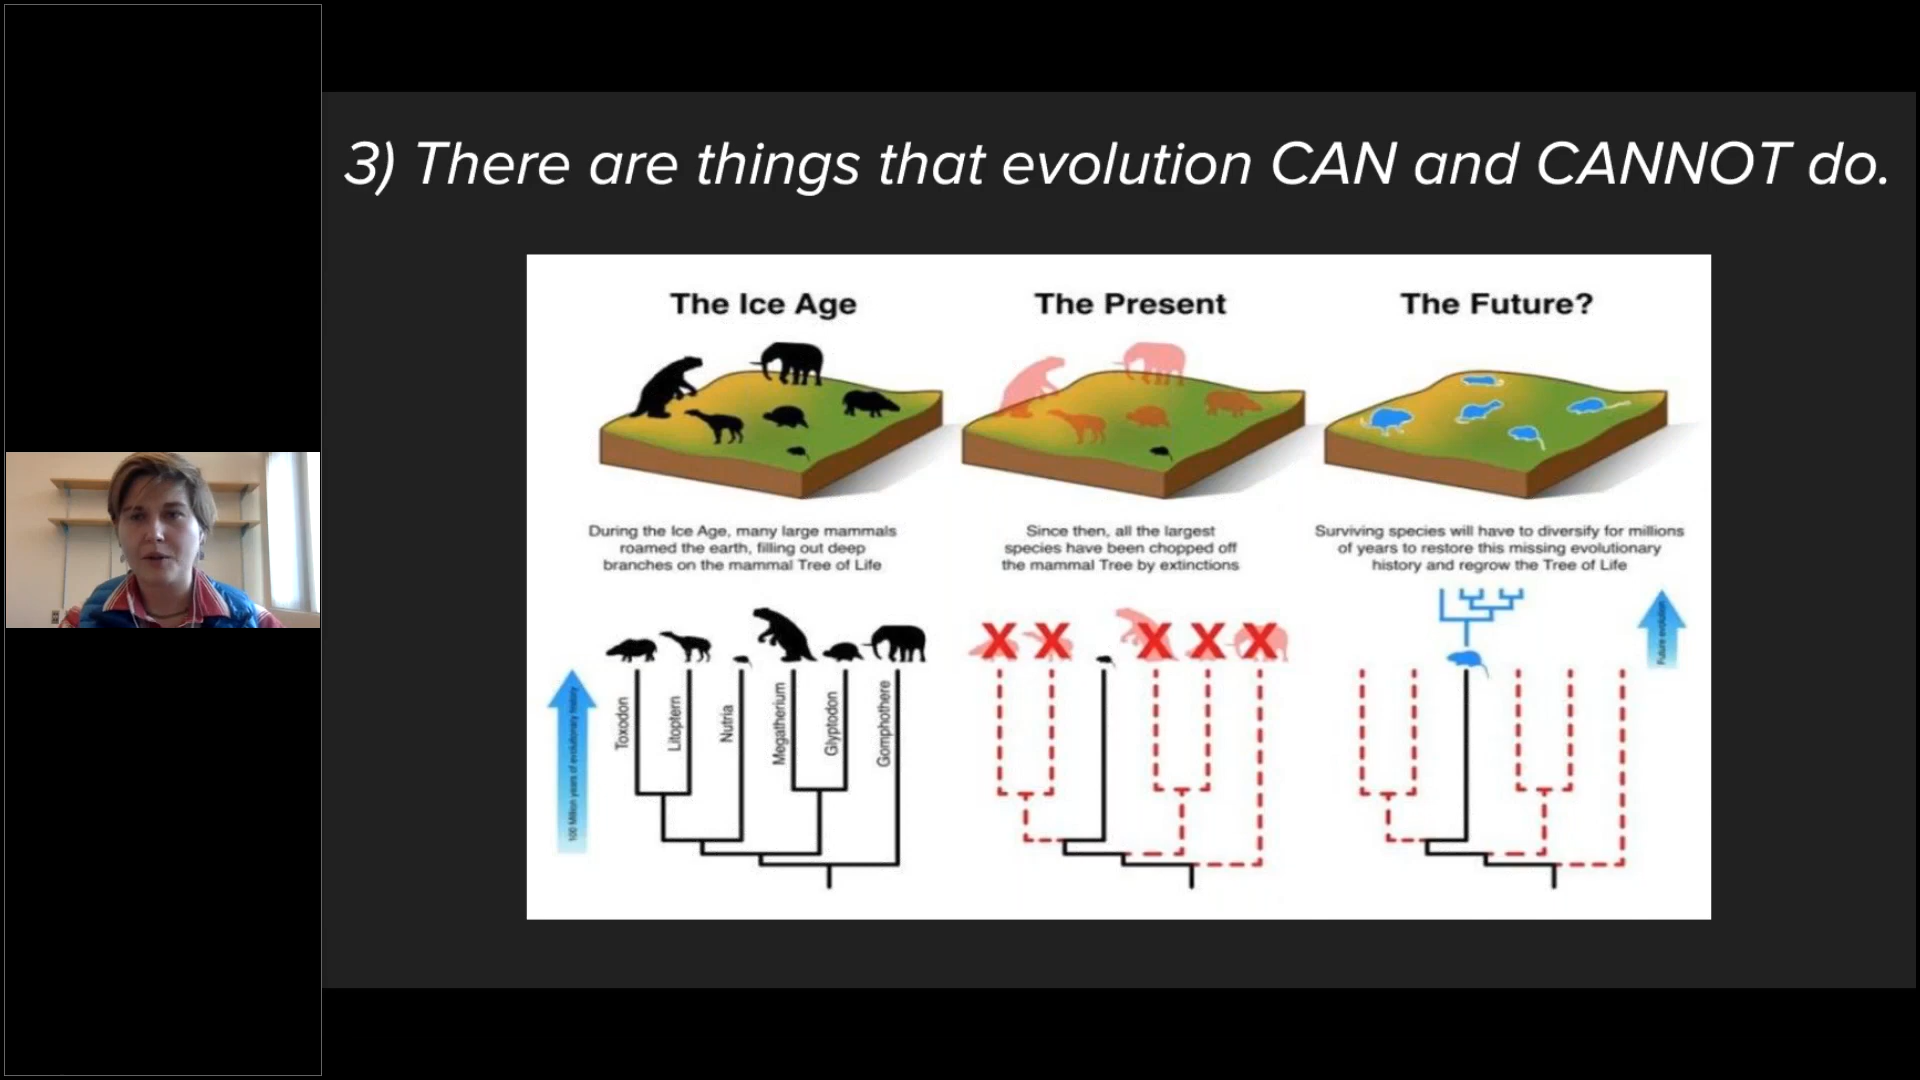 3) There are things that evolution CAN and CANNOT do.
The Ice Age
The Present
The Future?
During the Ice Age, many large mammals
roamed the earth, filling out deep
branches on the mammal Tree of Life
Since then, all the largest
species have been chopped off
the mammal Tree by extinctions
Surviving species will have to diversify for millions
of years to restore this missing evolutionary
history and regrow the Tree of Life
100 Million years of evolutionary history
Toxodon
Litoptern
Nutria
Megatherium
Glyptodon
Gomphothere
X X X X X
Future evolution